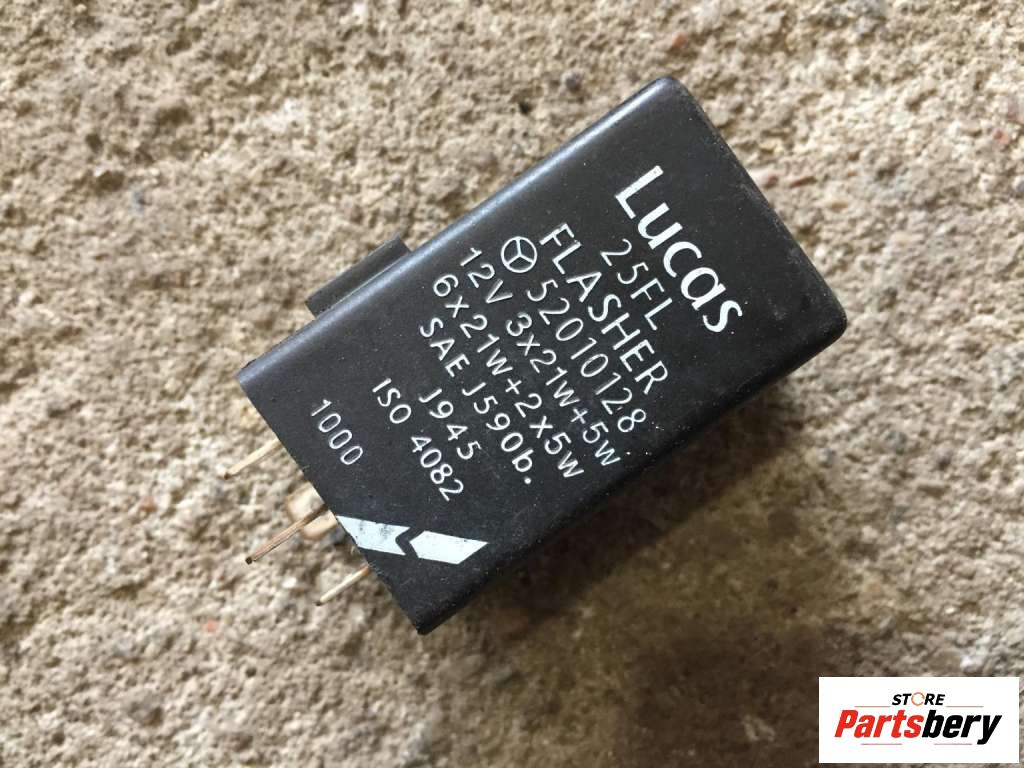 Lucas
25FL
FLASHER
52010128
12V 3x21w+5w
6x21w+2x5w
SAE J590b.
J945
ISO 4082
1000
STORE
Partsbery